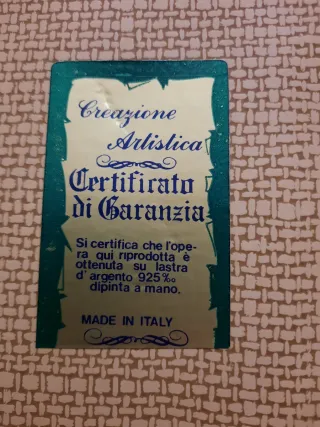 Creazione
Artistica
Certificato
di Garanzia
Si certifica che l'ope-
ra qui riprodotta è
ottenuta su lastra
d'argento 925‰
dipinta a mano.
MADE IN ITALY